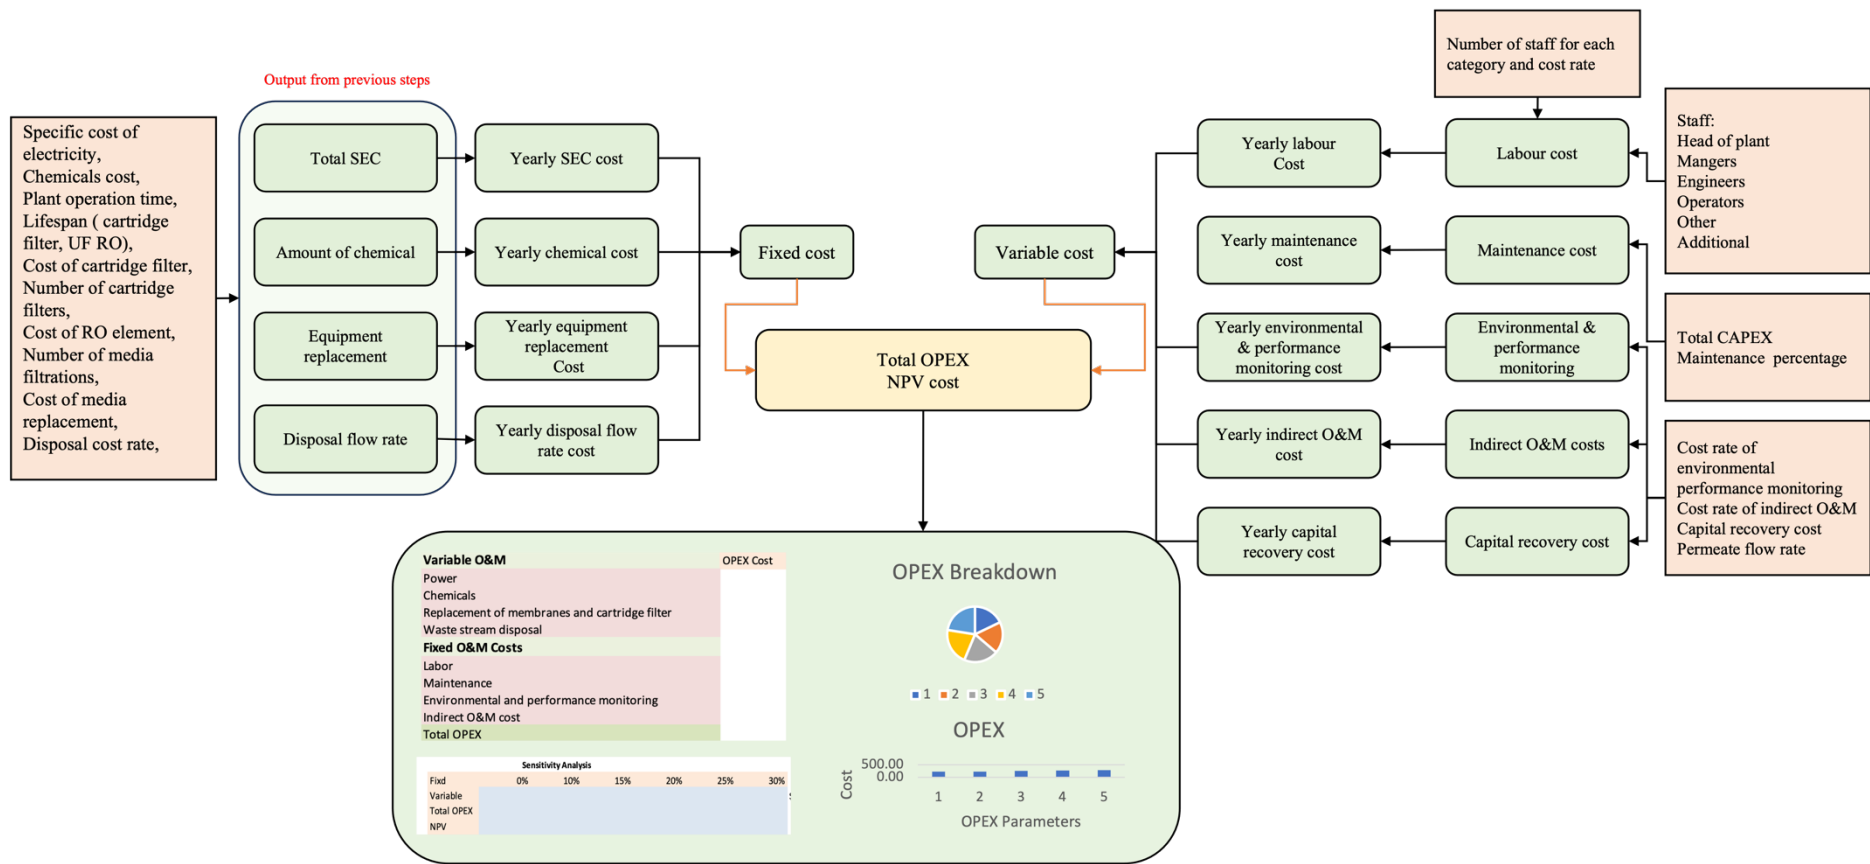 Number of staff for each
category and cost rate
Output from previous steps
Specific cost of
electricity,
Chemicals cost,
Plant operation time,
Lifespan ( cartridge
filter, UF RO),
Cost of cartridge filter,
Number of cartridge
filters,
Cost of RO element,
Number of media
filtrations,
Cost of media
replacement,
Disposal cost rate,
Total SEC
Yearly SEC cost
Amount of chemical
Yearly chemical cost
Equipment
replacement
Yearly equipment
replacement
Cost
Disposal flow rate
Yearly disposal flow
rate cost
Fixed cost
Variable cost
Total OPEX
NPV cost
Yearly labour
Cost
Labour cost
Yearly maintenance
cost
Maintenance cost
Yearly environmental
& performance
monitoring cost
Environmental &
performance
monitoring
Yearly indirect O&M
cost
Indirect O&M costs
Yearly capital
recovery cost
Capital recovery cost
Staff:
Head of plant
Mangers
Engineers
Operators
Other
Additional
Total CAPEX
Maintenance percentage
Cost rate of
environmental
performance monitoring
Cost rate of indirect O&M
Capital recovery cost
Permeate flow rate
Variable O&M OPEX Cost
Power
Chemicals
Replacement of membranes and cartridge filter
Waste stream disposal
Fixed O&M Costs
Labor
Maintenance
Environmental and performance monitoring
Indirect O&M cost
Total OPEX
Sensitivity Analysis
Fixd 0% 10% 15% 20% 25% 30%
Variable
Total OPEX
NPV
OPEX Breakdown
1 2 3 4 5
OPEX
Cost
500.00
0.00
1 2 3 4 5
OPEX Parameters